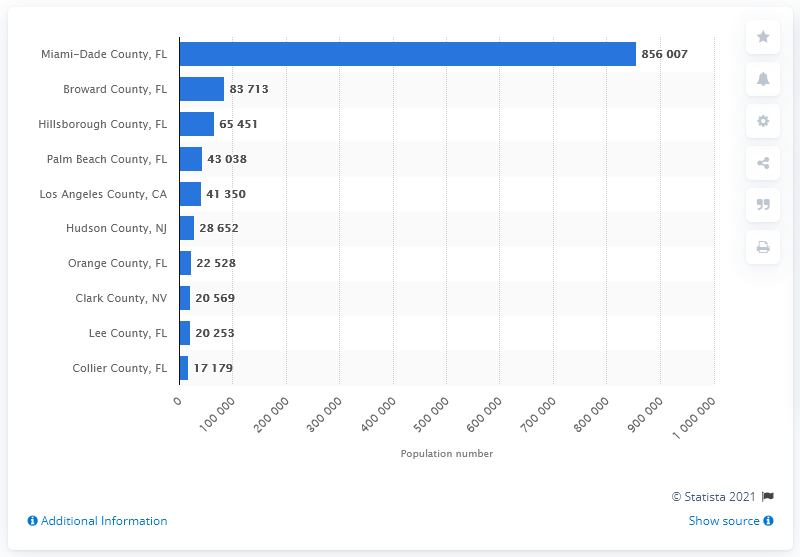 Miami-Dade County, FL 856 007
Broward County, FL 83 713
Hillsborough County, FL 65 451
Palm Beach County, FL 43 038
Los Angeles County, CA 41 350
Hudson County, NJ 28 652
Orange County, FL 22 528
Clark County, NV 20 569
Lee County, FL 20 253
Collier County, FL 17 179
0 100 000 200 000 300 000 400 000 500 000 600 000 700 000 800 000 900 000 1 000 000
Population number
© Statista 2021
Additional Information Show source